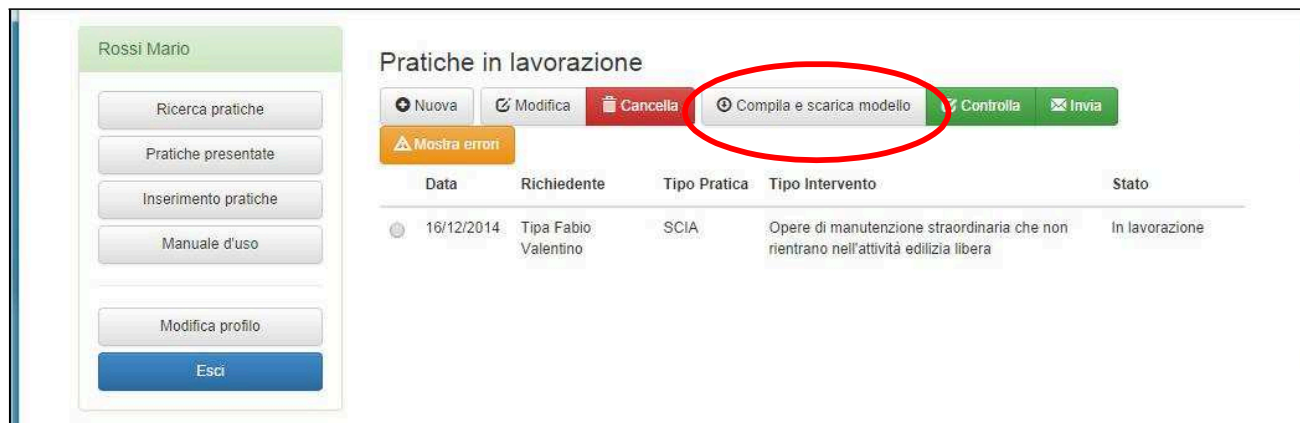 Rossi Mario
Ricerca pratiche
Pratiche presentate
Inserimento pratiche
Manuale d'uso
Modifica profilo
Esci
Pratiche in lavorazione
Nuova Modifica Cancella Compila e scarica modello Controlla Invia
Mostra errori
Data Richiedente Tipo Pratica Tipo Intervento Stato
16/12/2014 Tipa Fabio SCIA Opere di manutenzione straordinaria che non In lavorazione
Valentino rientrano nell'attività edilizia libera